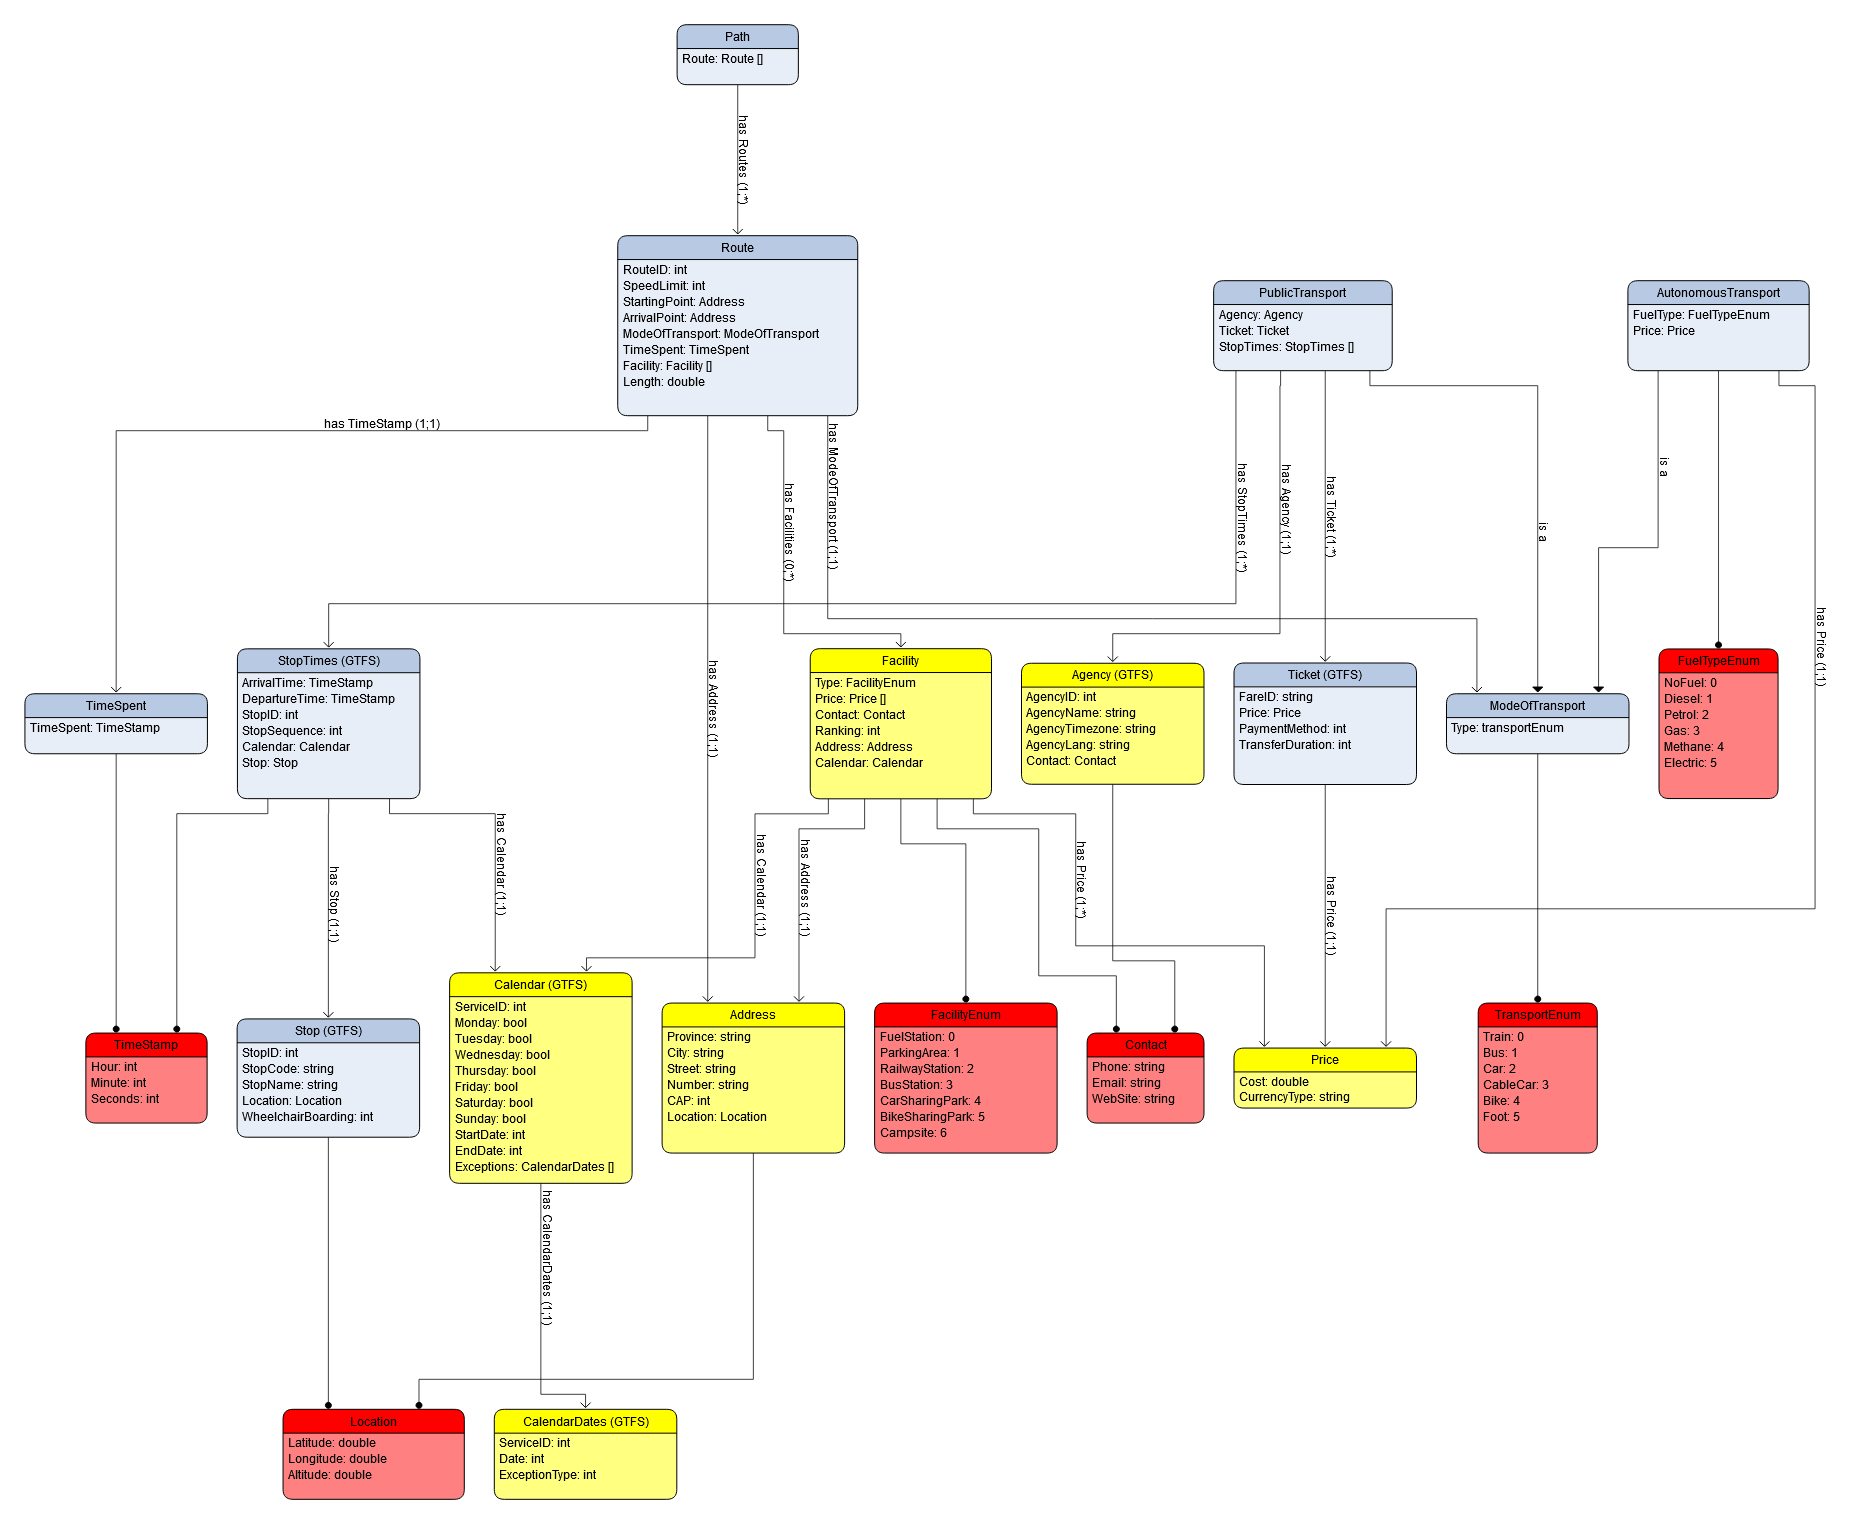 Path
Route: Route []
has Routes (1;*)
Route
RouteID: int
SpeedLimit: int
StartingPoint: Address
ArrivalPoint: Address
ModeOfTransport: ModeOfTransport
TimeSpent: TimeSpent
Facility: Facility []
Length: double
PublicTransport
Agency: Agency
Ticket: Ticket
StopTimes: StopTimes []
AutonomousTransport
FuelType: FuelTypeEnum
Price: Price
has TimeStamp (1;1)
has Address (1;1)
has Facilities (0;*)
has ModeOfTransport (1;1)
has StopTimes (1;*)
has Agency (1;1)
has Ticket (1;*)
is a
is a
has Price (1;1)
TimeSpent
TimeSpent: TimeStamp
StopTimes (GTFS)
ArrivalTime: TimeStamp
DepartureTime: TimeStamp
StopID: int
StopSequence: int
Calendar: Calendar
Stop: Stop
Facility
Type: FacilityEnum
Price: Price []
Contact: Contact
Ranking: int
Address: Address
Calendar: Calendar
Agency (GTFS)
AgencyID: int
AgencyName: string
AgencyTimezone: string
AgencyLang: string
Contact: Contact
Ticket (GTFS)
FareID: string
Price: Price
PaymentMethod: int
TransferDuration: int
ModeOfTransport
Type: transportEnum
FuelTypeEnum
NoFuel: 0
Diesel: 1
Petrol: 2
Gas: 3
Methane: 4
Electric: 5
has Stop (1;1)
has Calendar (1;1)
has Calendar (1;1)
has Address (1;1)
has Price (1;*)
has Price (1;1)
TimeStamp
Hour: int
Minute: int
Seconds: int
Stop (GTFS)
StopID: int
StopCode: string
StopName: string
Location: Location
WheelchairBoarding: int
Calendar (GTFS)
ServiceID: int
Monday: bool
Tuesday: bool
Wednesday: bool
Thursday: bool
Friday: bool
Saturday: bool
Sunday: bool
StartDate: int
EndDate: int
Exceptions: CalendarDates []
Address
Province: string
City: string
Street: string
Number: string
CAP: int
Location: Location
FacilityEnum
FuelStation: 0
ParkingArea: 1
RailwayStation: 2
BusStation: 3
CarSharingPark: 4
BikeSharingPark: 5
Campsite: 6
Contact
Phone: string
Email: string
WebSite: string
Price
Cost: double
CurrencyType: string
TransportEnum
Train: 0
Bus: 1
Car: 2
CableCar: 3
Bike: 4
Foot: 5
has CalendarDates (1;1)
Location
Latitude: double
Longitude: double
Altitude: double
CalendarDates (GTFS)
ServiceID: int
Date: int
ExceptionType: int